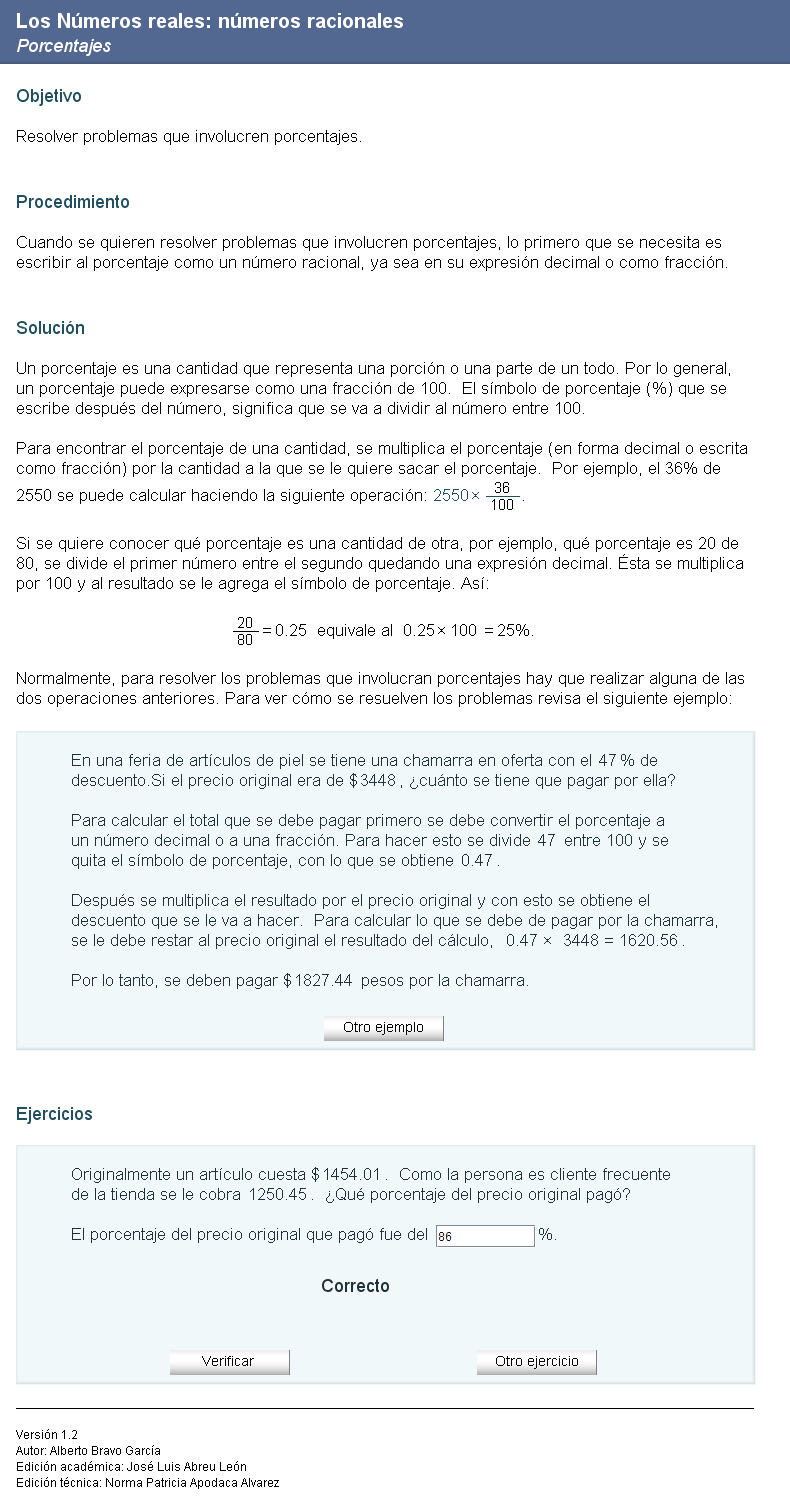 Los Números reales: números racionales
Porcentajes
Objetivo
Resolver problemas que involucren porcentajes.
Procedimiento
Cuando se quieren resolver problemas que involucren porcentajes, lo primero que se necesita es
escribir al porcentaje como un número racional, ya sea en su expresión decimal o como fracción.
Solución
Un porcentaje es una cantidad que representa una porción o una parte de un todo. Por lo general,
un porcentaje puede expresarse como una fracción de 100. El símbolo de porcentaje (%) que se
escribe después del número, significa que se va a dividir al número entre 100.
Para encontrar el porcentaje de una cantidad, se multiplica el porcentaje (en forma decimal o escrita
como fracción) por la cantidad a la que se le quiere sacar el porcentaje. Por ejemplo, el 36% de
2550 se puede calcular haciendo la siguiente operación: 2550 × 36/100.
Si se quiere conocer qué porcentaje es una cantidad de otra, por ejemplo, qué porcentaje es 20 de
80, se divide el primer número entre el segundo quedando una expresión decimal. Ésta se multiplica
por 100 y al resultado se le agrega el símbolo de porcentaje. Así:
20/80 = 0.25 equivale al 0.25 × 100 = 25%.
Normalmente, para resolver los problemas que involucran porcentajes hay que realizar alguna de las
dos operaciones anteriores. Para ver cómo se resuelven los problemas revisa el siguiente ejemplo:
En una feria de artículos de piel se tiene una chamarra en oferta con el 47 % de
descuento.Si el precio original era de $3448 , ¿cuánto se tiene que pagar por ella?
Para calcular el total que se debe pagar primero se debe convertir el porcentaje a
un número decimal o a una fracción. Para hacer esto se divide 47 entre 100 y se
quita el símbolo de porcentaje, con lo que se obtiene 0.47 .
Después se multiplica el resultado por el precio original y con esto se obtiene el
descuento que se le va a hacer. Para calcular lo que se debe de pagar por la chamarra,
se le debe restar al precio original el resultado del cálculo, 0.47 × 3448 = 1620.56 .
Por lo tanto, se deben pagar $1827.44 pesos por la chamarra.
Otro ejemplo
Ejercicios
Originalmente un artículo cuesta $1454.01 . Como la persona es cliente frecuente
de la tienda se le cobra 1250.45 . ¿Qué porcentaje del precio original pagó?
El porcentaje del precio original que pagó fue del 86 %.
Correcto
Verificar Otro ejercicio
Versión 1.2
Autor: Alberto Bravo García
Edición académica: José Luis Abreu León
Edición técnica: Norma Patricia Apodaca Alvarez